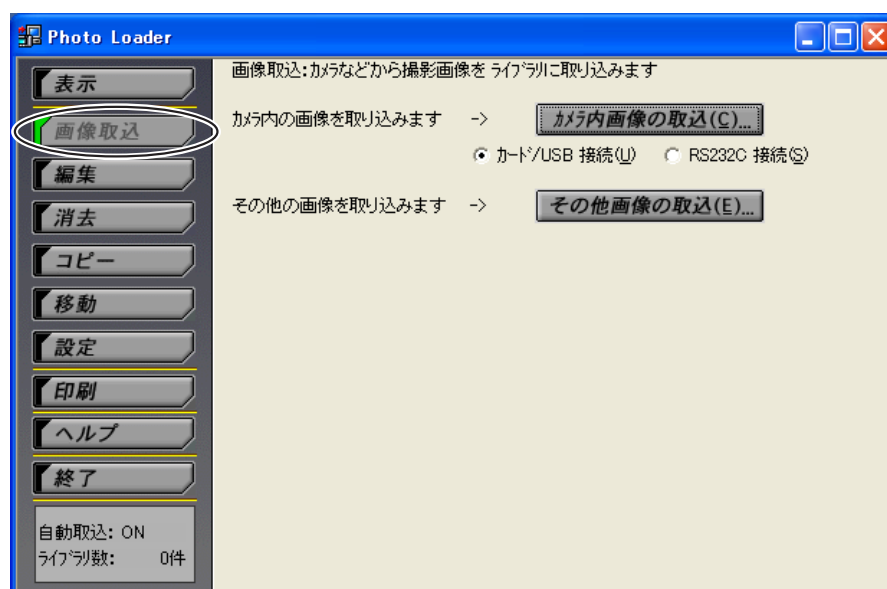 Photo Loader
表示
画像取込
編集
消去
コピー
移動
設定
印刷
ヘルプ
終了
自動取込: ON
ライブラリ数: 0件
画像取込:カメラなどから撮影画像を ライブラリに取り込みます
カメラ内の画像を取り込みます -> カメラ内画像の取込(C)...
カード/USB 接続(U) RS232C 接続(S)
その他の画像を取り込みます -> その他画像の取込(E)...